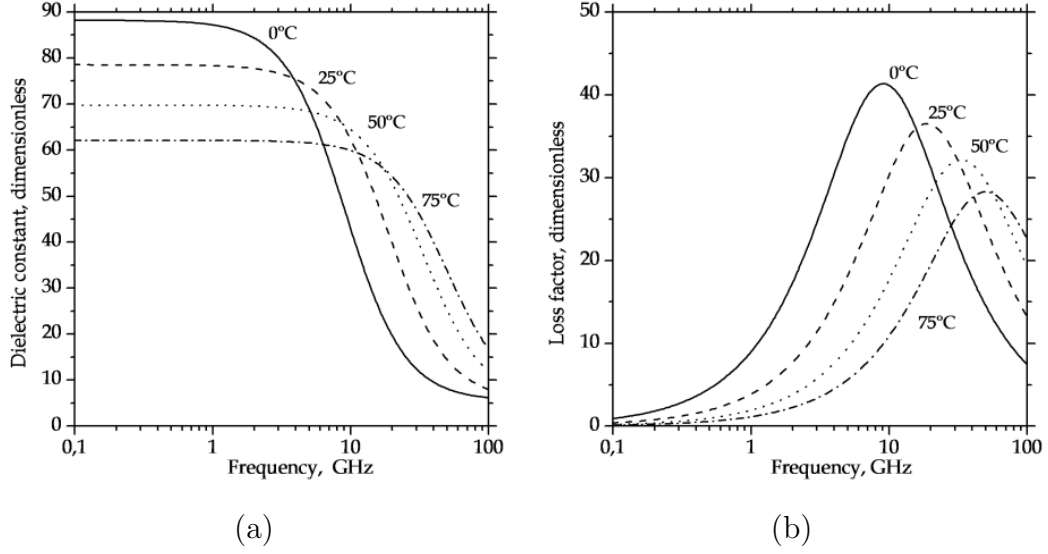 Dielectric constant, dimensionless
90
80
70
60
50
40
30
20
10
0
0,1
1
10
100
Frequency, GHz
0ºC
25ºC
50ºC
75ºC
(a)
Loss factor, dimensionless
50
40
30
20
10
0
0,1
1
10
100
Frequency, GHz
0ºC
25ºC
50ºC
75ºC
(b)